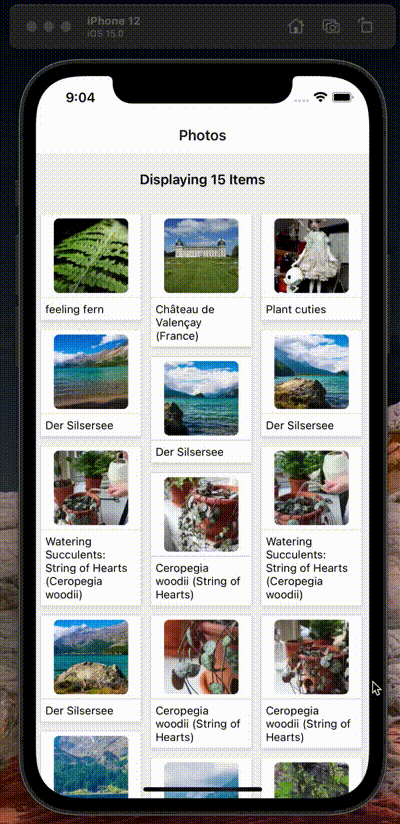 iPhone 12
iOS 15.0
9:04
Photos
Displaying 15 Items
feeling fern
Château de
Valençay
(France)
Plant cuties
Der Silsersee
Der Silsersee
Der Silsersee
Watering
Succulents:
String of Hearts
(Ceropegia
woodii)
Ceropegia
woodii (String of
Hearts)
Watering
Succulents:
String of Hearts
(Ceropegia
woodii)
Der Silsersee
Ceropegia
woodii (String of
Hearts)
Ceropegia
woodii (String of
Hearts)